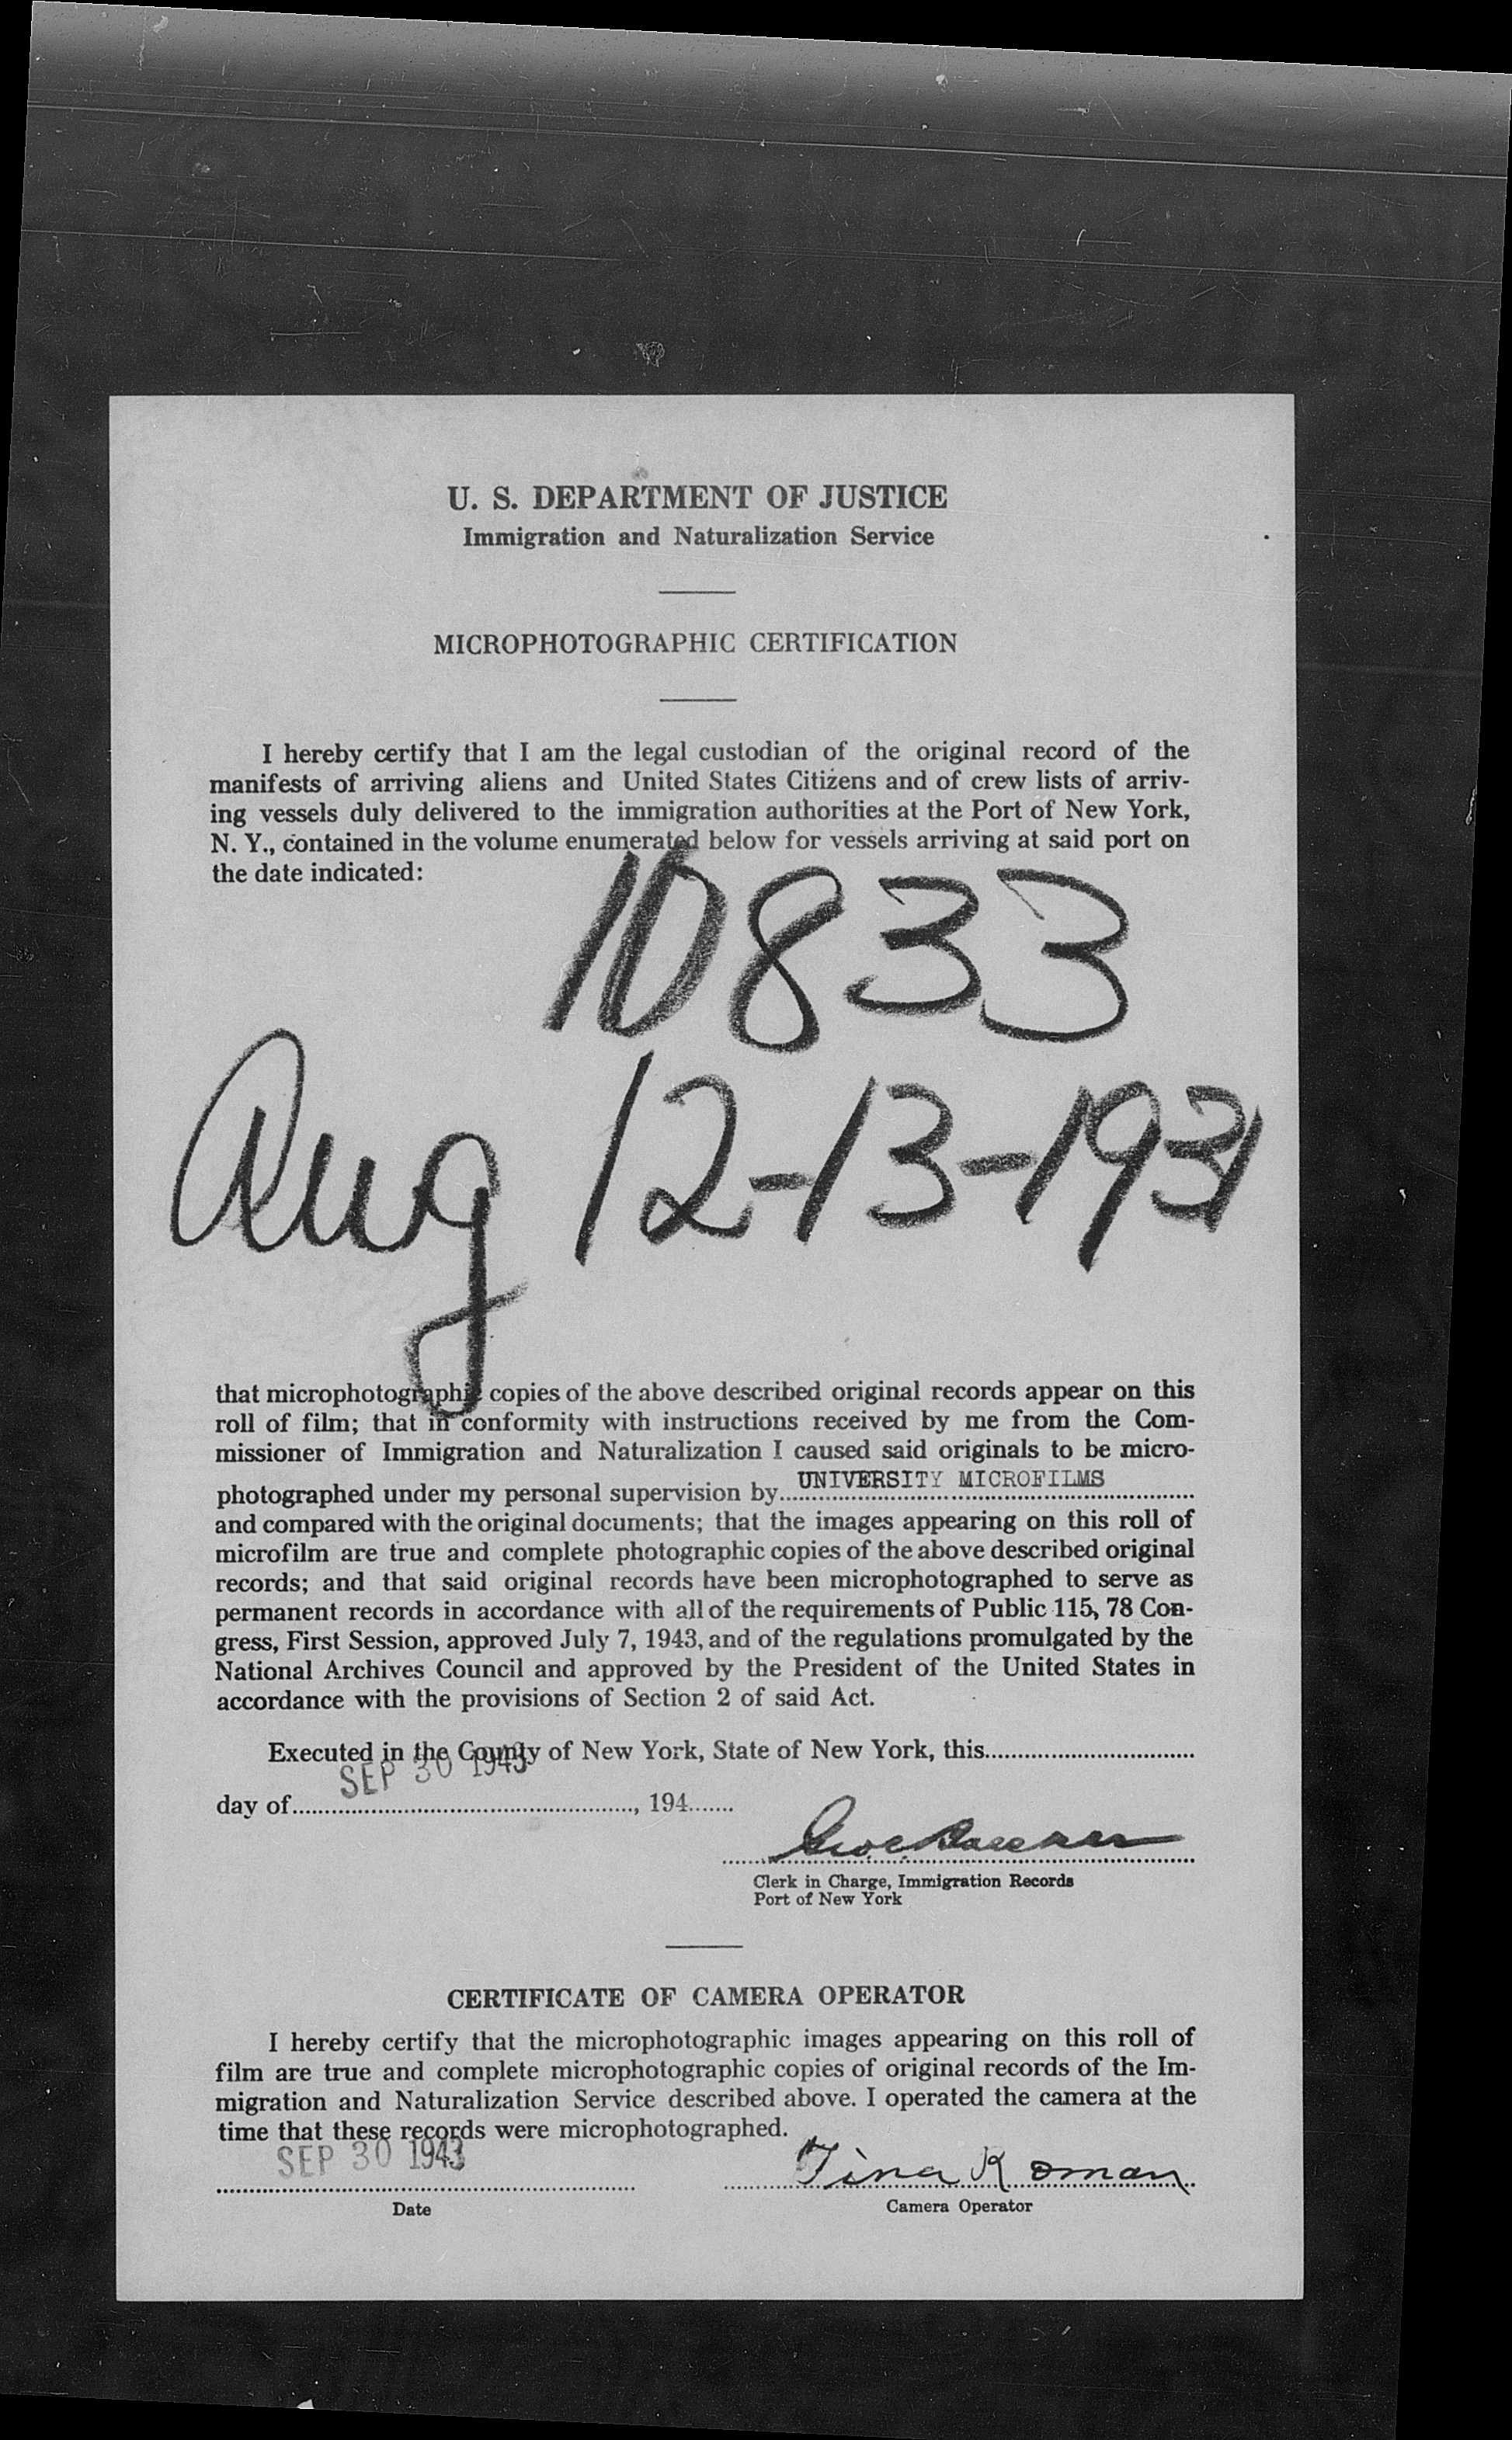 U. S. DEPARTMENT OF JUSTICE
Immigration and Naturalization Service
MICROPHOTOGRAPHIC CERTIFICATION
I hereby certify that I am the legal custodian of the original record of the
manifests of arriving aliens and United States Citizens and of crew lists of arriv-
ing vessels duly delivered to the immigration authorities at the Port of New York,
N. Y., contained in the volume enumerated below for vessels arriving at said port on
the date indicated:
10833
Aug 12-13-1931
that microphotographic copies of the above described original records appear on this
roll of film; that in conformity with instructions received by me from the Com-
missioner of Immigration and Naturalization I caused said originals to be micro-
photographed under my personal supervision by UNIVERSITY MICROFILMS
and compared with the original documents; that the images appearing on this roll of
microfilm are true and complete photographic copies of the above described original
records; and that said original records have been microphotographed to serve as
permanent records in accordance with all of the requirements of Public 115, 78 Con-
gress, First Session, approved July 7, 1943, and of the regulations promulgated by the
National Archives Council and approved by the President of the United States in
accordance with the provisions of Section 2 of said Act.
Executed in the County of New York, State of New York, this
SEP 30 1943
day of , 194
Clerk in Charge, Immigration Records
Port of New York
CERTIFICATE OF CAMERA OPERATOR
I hereby certify that the microphotographic images appearing on this roll of
film are true and complete microphotographic copies of original records of the Im-
migration and Naturalization Service described above. I operated the camera at the
time that these records were microphotographed.
SEP 30 1943 Tina Roman
Date Camera Operator